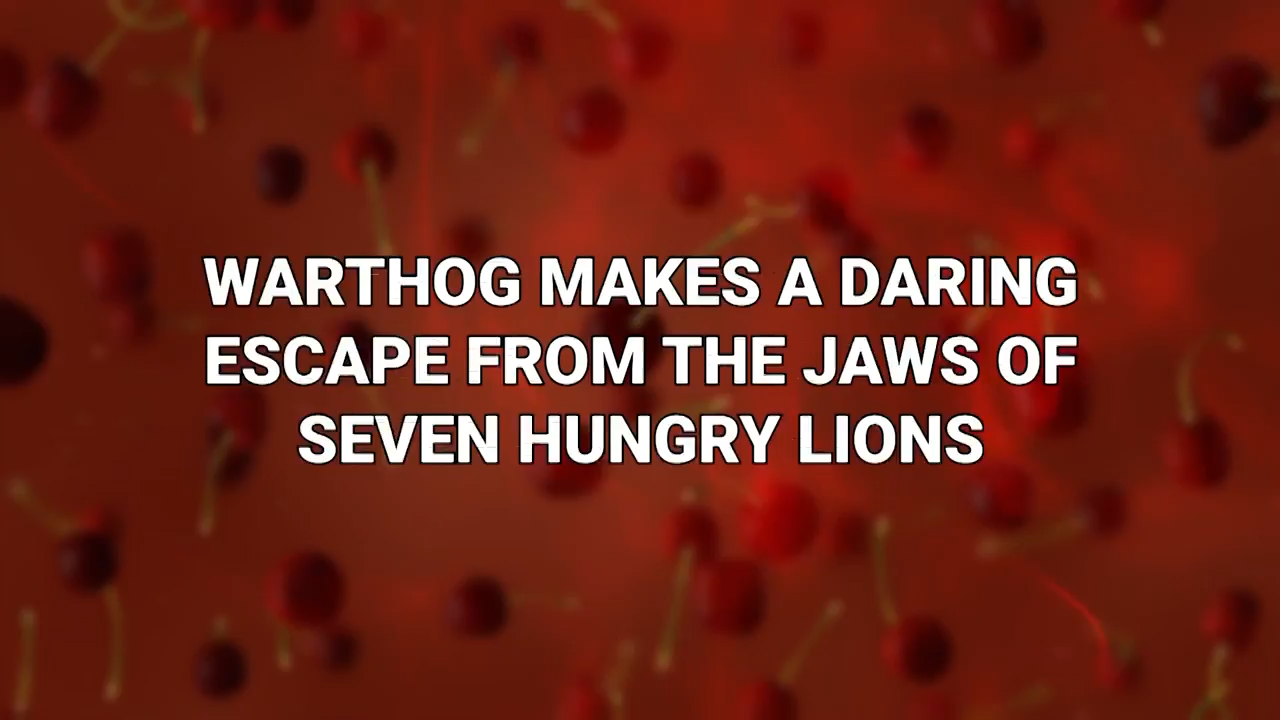 WARTHOG MAKES A DARING
ESCAPE FROM THE JAWS OF
SEVEN HUNGRY LIONS